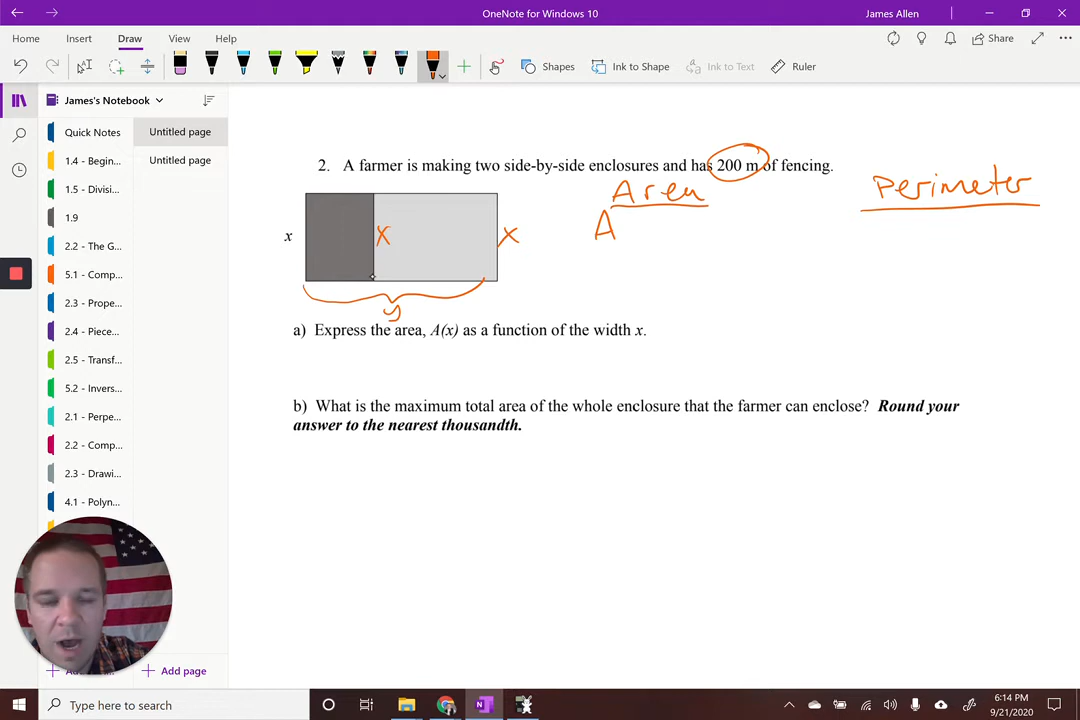 OneNote for Windows 10
James Allen
Home Insert Draw View Help
Share
Shapes Ink to Shape Ink to Text Ruler
James's Notebook
Quick Notes
1.4 - Begin...
1.5 - Divisi...
1.9
2.2 - The G...
5.1 - Comp...
2.3 - Prope...
2.4 - Piece...
2.5 - Transf...
5.2 - Invers...
2.1 - Perpe...
2.2 - Comp...
2.3 - Drawi...
4.1 - Polyn...
Untitled page
Untitled page
Add page
2. A farmer is making two side-by-side enclosures and has 200 m of fencing.
Area
Perimeter
A
x
X
X
y
a) Express the area, A(x) as a function of the width x.
b) What is the maximum total area of the whole enclosure that the farmer can enclose? Round your
answer to the nearest thousandth.
Type here to search
6:14 PM
9/21/2020